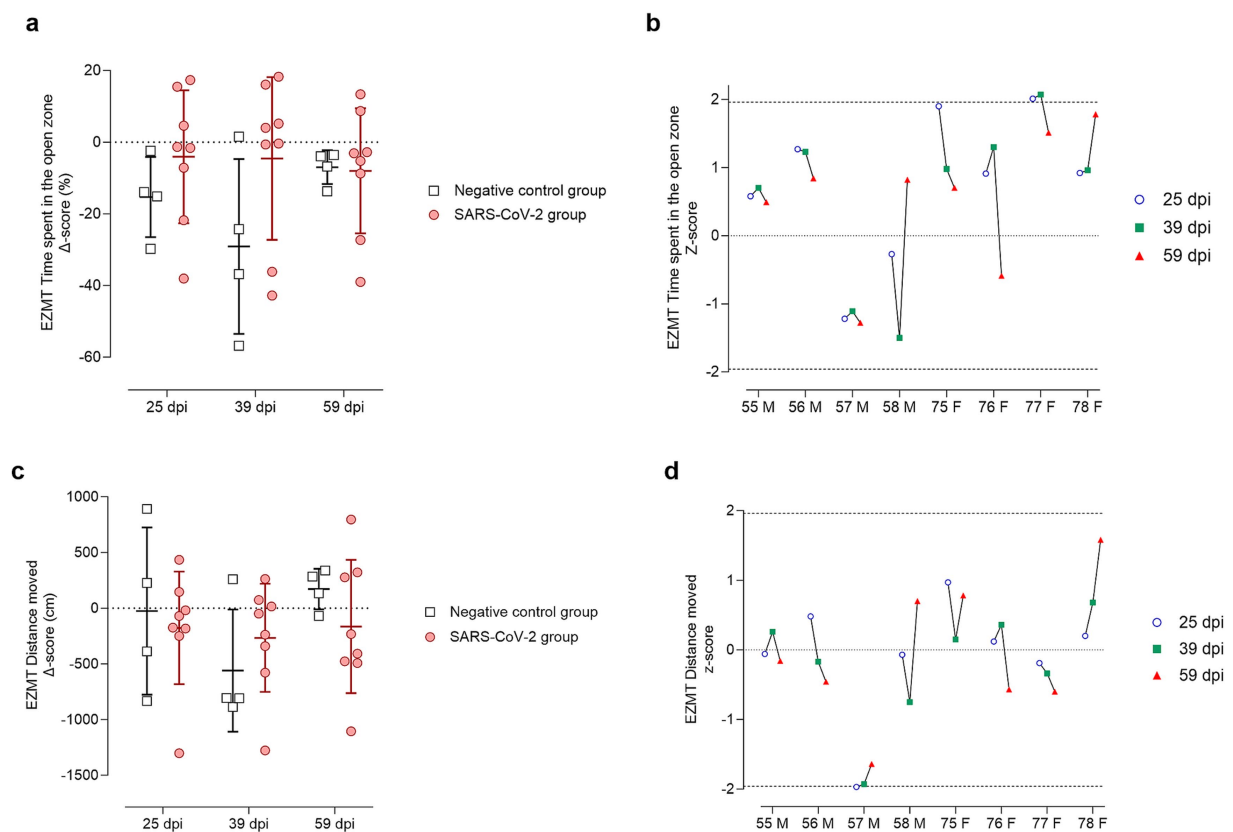 a
EZMT Time spent in the open zone
Δ-score (%)
20
0
-20
-40
-60
25 dpi
39 dpi
59 dpi
Negative control group
SARS-CoV-2 group
b
EZMT Time spent in the open zone
Z-score
2
1
0
-1
-2
55 M
56 M
57 M
58 M
75 F
76 F
77 F
78 F
25 dpi
39 dpi
59 dpi
c
EZMT Distance moved
Δ-score (cm)
1000
500
0
-500
-1000
-1500
25 dpi
39 dpi
59 dpi
Negative control group
SARS-CoV-2 group
d
EZMT Distance moved
z-score
2
1
0
-1
-2
55 M
56 M
57 M
58 M
75 F
76 F
77 F
78 F
25 dpi
39 dpi
59 dpi